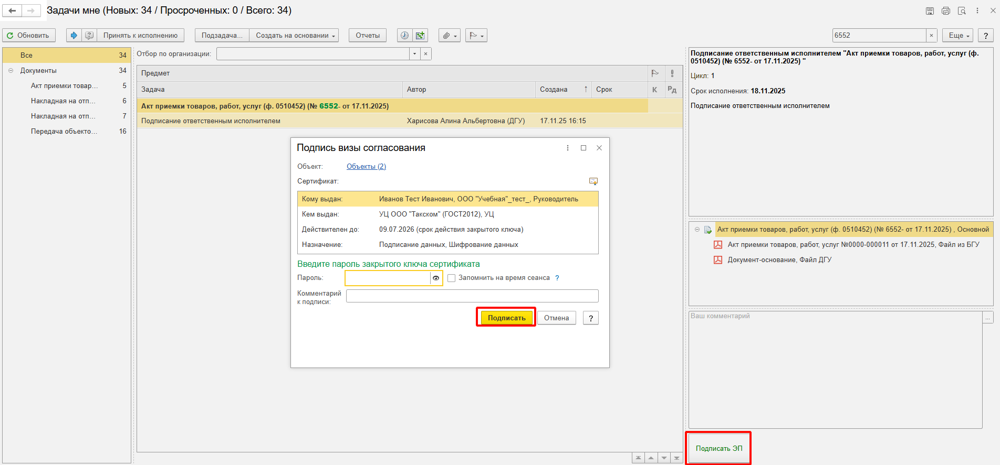 Задачи мне (Новых: 34 / Просроченных: 0 / Всего: 34)
Обновить
Принять к исполнению
Подзадача...
Создать на основании
Отчеты
6552
×
Еще
?
Все 34
Документы 34
Акт приемки товар... 5
Накладная на отп... 6
Накладная на отп... 7
Передача объекто... 16
Отбор по организации:
Предмет
Задача Автор Создана ↑ Срок К РД
Акт приемки товаров, работ, услуг (ф. 0510452) (№ 6552- от 17.11.2025)
Подписание ответственным исполнителем Харисова Алина Альбертовна (ДГУ) 17.11.25 16:15
Подпись визы согласования
Объект: Объекты (2)
Сертификат:
Кому выдан: Иванов Тест Иванович, ООО "Учебная"_тест_, Руководитель
Кем выдан: УЦ ООО "Такском" (ГОСТ2012), УЦ
Действителен до: 09.07.2026 (срок действия закрытого ключа)
Назначение: Подписание данных, Шифрование данных
Введите пароль закрытого ключа сертификата
Пароль: Запомнить на время сеанса ?
Комментарий
к подписи:
Подписать Отмена ?
Подписание ответственным исполнителем "Акт приемки товаров, работ, услуг (ф.
0510452) (№ 6552- от 17.11.2025) "
Цикл: 1
Срок исполнения: 18.11.2025
Подписание ответственным исполнителем
Акт приемки товаров, работ, услуг (ф. 0510452) (№ 6552- от 17.11.2025) , Основной
Акт приемки товаров, работ, услуг №0000-000011 от 17.11.2025, Файл из БГУ
Документ-основание, Файл ДГУ
Ваш комментарий
...
Подписать ЭП